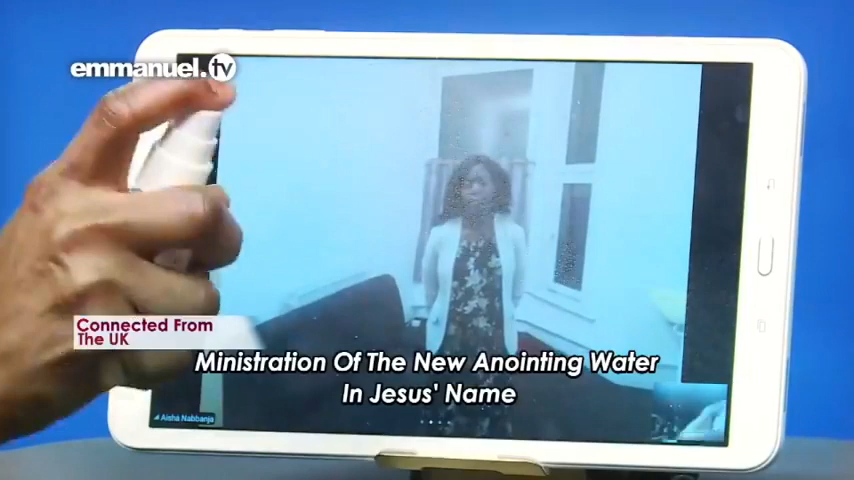 emmanuel.tv
Connected From
The UK
Ministration Of The New Anointing Water
In Jesus' Name
Aisha Nabbanja